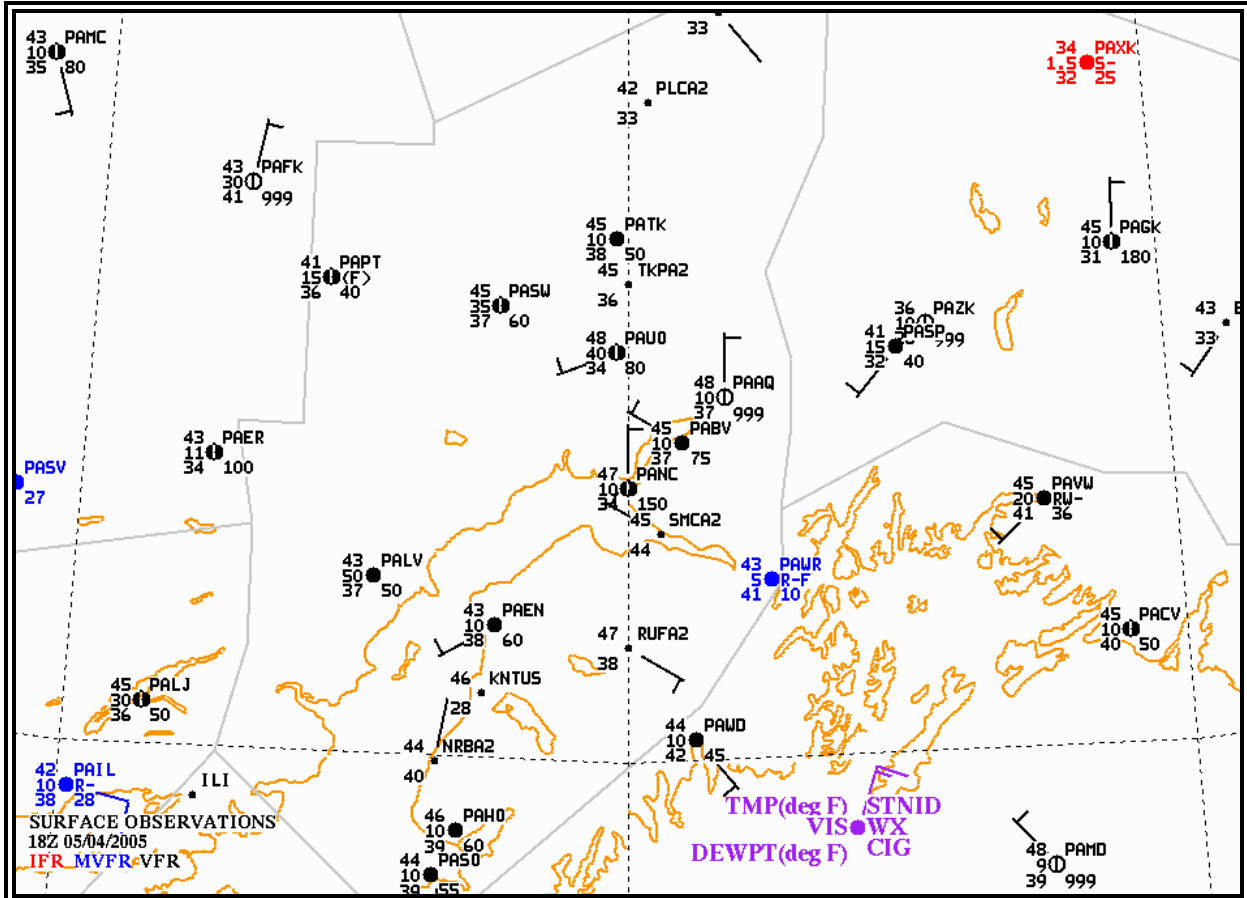 33
43 PAMC
10 80
35
34 PAXK
1.5 S-
32 25
42 PLCA2
33
43 PAFK
30
41 999
45 PATK
10
38 50
45 PAGK
10
31 180
41 PAPT
15 <F>
36 40
45 TKPA2
36
45 PASW
35
37 60
36 PAZK
999
41 PASP
15
32 40
43
33
48 PAUO
40
34 80
48 PAAQ
10
37 999
43 PAER
11
34 100
45 PABV
10
37 75
PASV
27
47 PANC
10
34 150
45 PAVW
20 RW-
41 36
45 SMCA2
44
43 PALV
50
37 50
43 PAWR
5 R-F
41 10
43 PAEN
10
38 60
47 RUFA2
38
45 PACV
10
40 50
45 PALJ
30
36 50
46 KNTUS
28
44 PAWD
10
42 45
44 NRBA2
40
42 PAIL
10 R-
38 28
ILI
TMP(deg F) STNID
VIS WX
DEWPT(deg F) CIG
46 PAHO
10
39 60
44 PASO
10
39 55
48 PAMD
9
39 999
SURFACE OBSERVATIONS
18Z 05/04/2005
IFR MVFR VFR